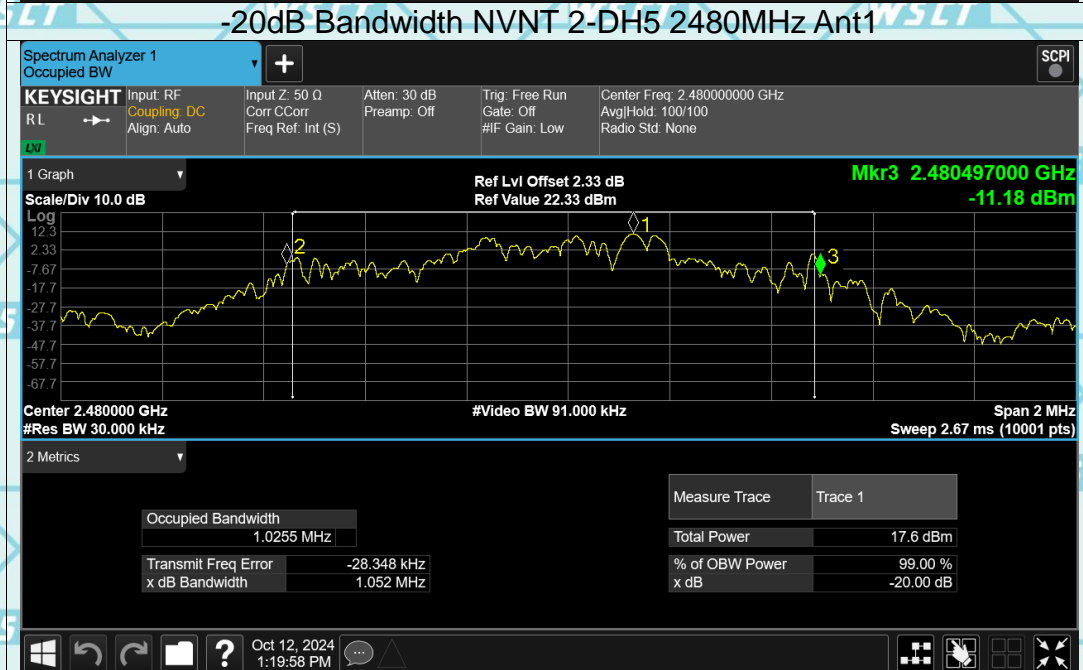 -20dB Bandwidth NVNT 2-DH5 2480MHz Ant1
Spectrum Analyzer 1
Occupied BW
+
SCPI
KEYSIGHT
RL
LXI
Input: RF
Coupling: DC
Align: Auto
Input Z: 50 Ω
Corr CCorr
Freq Ref: Int (S)
Atten: 30 dB
Preamp: Off
Trig: Free Run
Gate: Off
#IF Gain: Low
Center Freq: 2.480000000 GHz
Avg|Hold: 100/100
Radio Std: None
1 Graph
Scale/Div 10.0 dB
Ref Lvl Offset 2.33 dB
Ref Value 22.33 dBm
Mkr3 2.480497000 GHz
-11.18 dBm
Log
12.3
2.33
-7.67
-17.7
-27.7
-37.7
-47.7
-57.7
-67.7
1
2
3
Center 2.480000 GHz
#Res BW 30.000 kHz
#Video BW 91.000 kHz
Span 2 MHz
Sweep 2.67 ms (10001 pts)
2 Metrics
Occupied Bandwidth
1.0255 MHz
Transmit Freq Error -28.348 kHz
x dB Bandwidth 1.052 MHz
Measure Trace Trace 1
Total Power 17.6 dBm
% of OBW Power 99.00 %
x dB -20.00 dB
?
Oct 12, 2024
1:19:58 PM